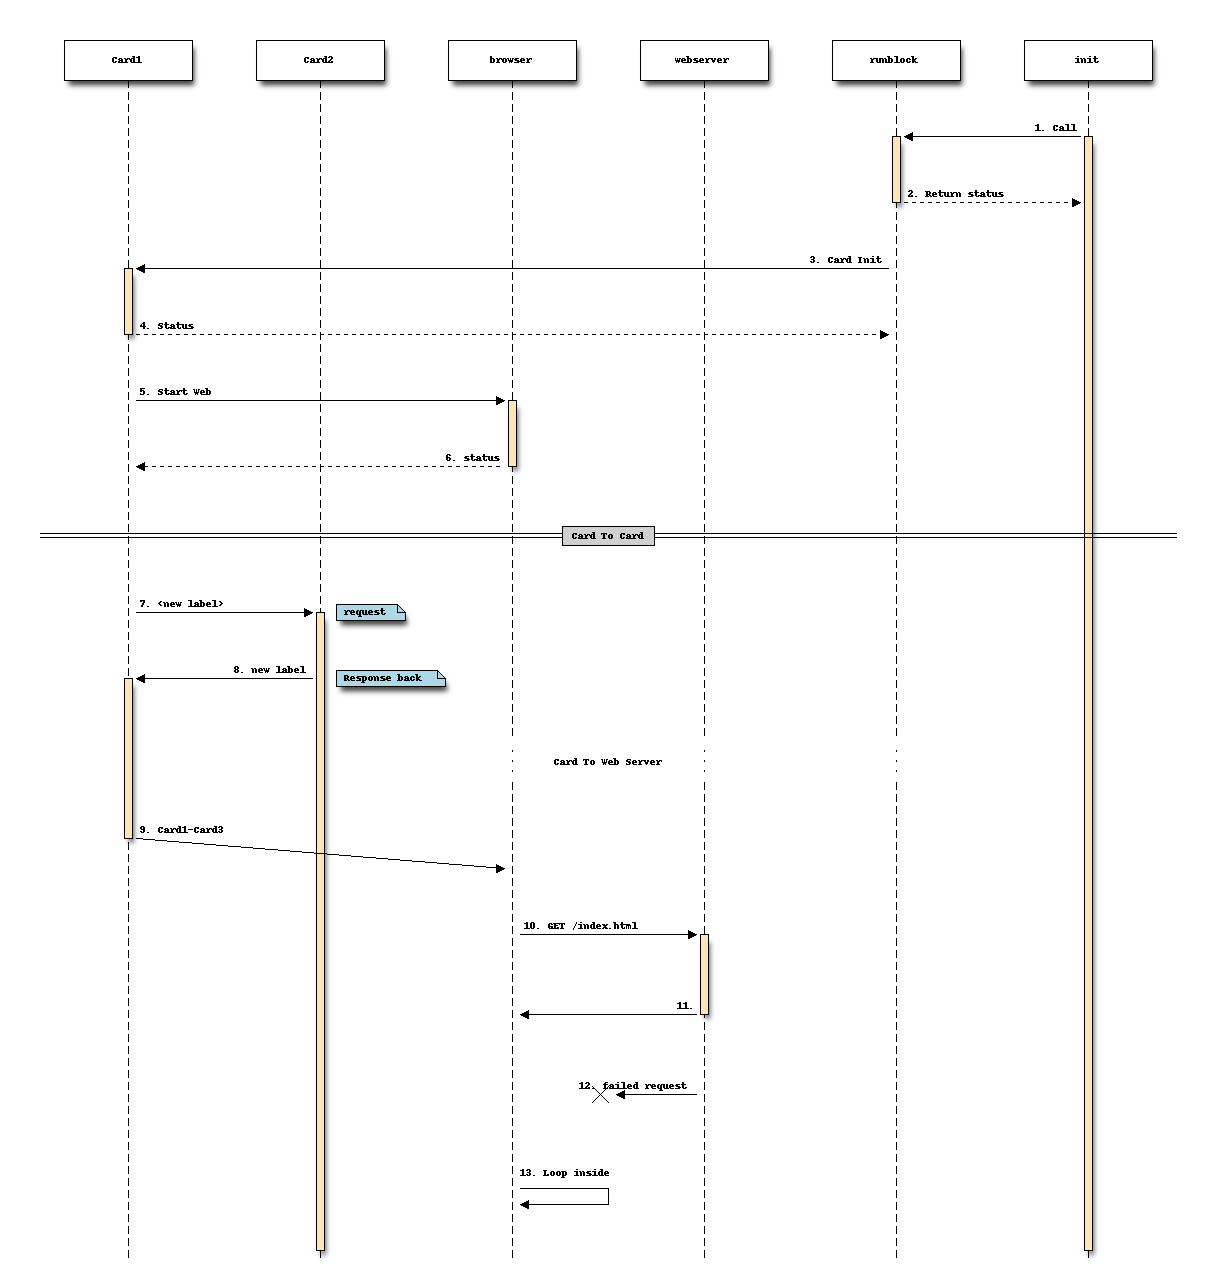 Card1
Card2
browser
webserver
runblock
init
1. Call
2. Return status
3. Card Init
4. Status
5. Start Web
6. status
Card To Card
7. <new label>
request
8. new label
Response back
Card To Web Server
9. Card1-Card3
10. GET /index.html
11.
12. failed request
13. Loop inside